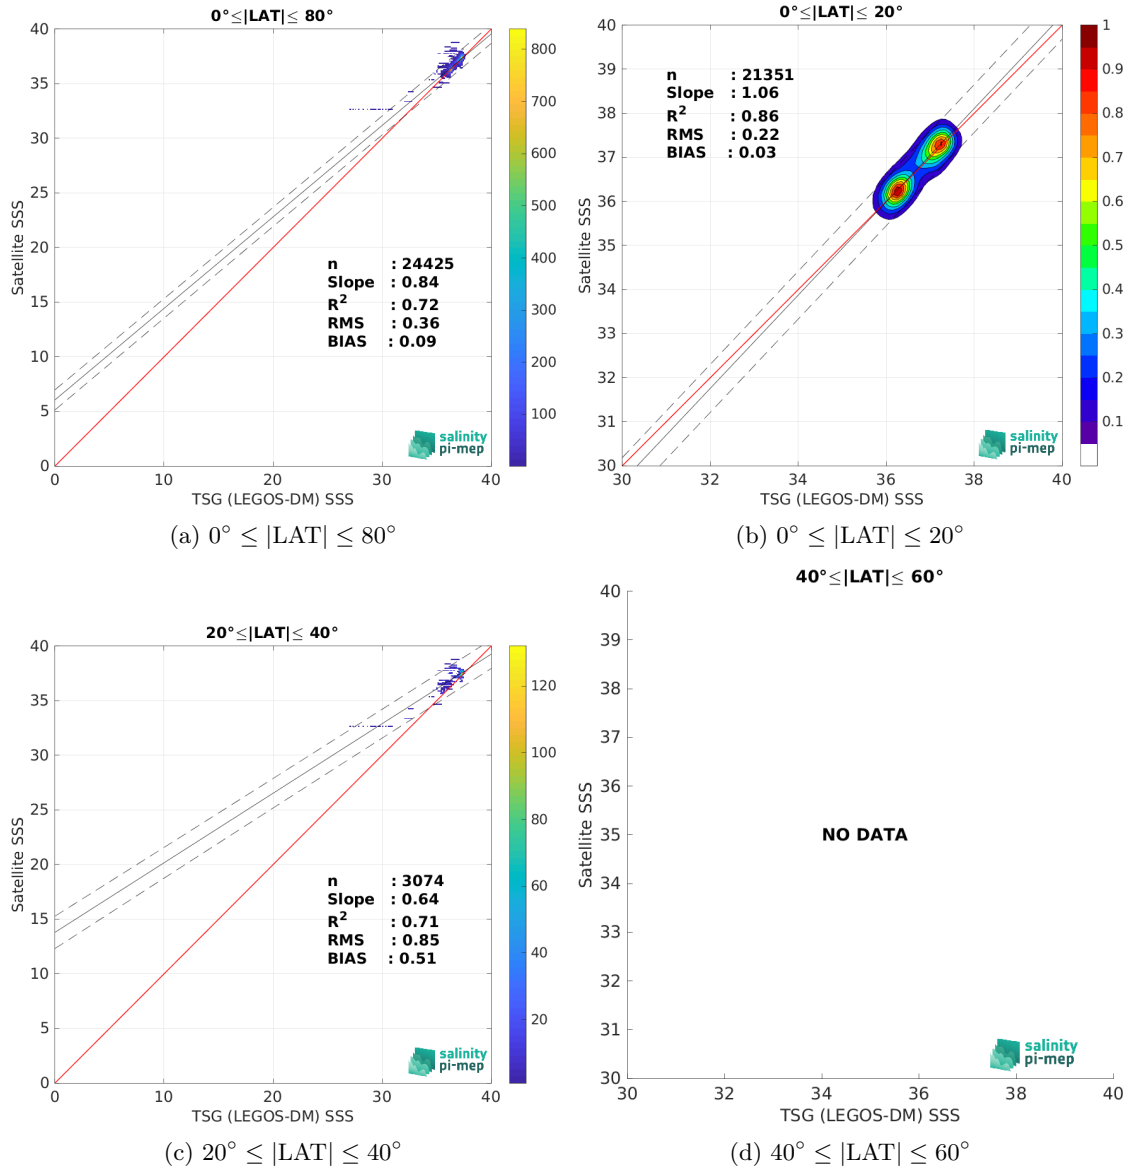 0°≤|LAT|≤ 80°
40
35
30
25
20
15
10
5
0
0
10
20
30
40
Satellite SSS
TSG (LEGOS-DM) SSS
n : 24425
Slope : 0.84
R² : 0.72
RMS : 0.36
BIAS : 0.09
800
700
600
500
400
300
200
100
salinity
pi-mep
(a) 0° ≤ |LAT| ≤ 80°
0°≤|LAT|≤ 20°
40
39
38
37
36
35
34
33
32
31
30
30
32
34
36
38
40
Satellite SSS
TSG (LEGOS-DM) SSS
n : 21351
Slope : 1.06
R² : 0.86
RMS : 0.22
BIAS : 0.03
1
0.9
0.8
0.7
0.6
0.5
0.4
0.3
0.2
0.1
salinity
pi-mep
(b) 0° ≤ |LAT| ≤ 20°
20°≤|LAT|≤ 40°
40
35
30
25
20
15
10
5
0
0
10
20
30
40
Satellite SSS
TSG (LEGOS-DM) SSS
n : 3074
Slope : 0.64
R² : 0.71
RMS : 0.85
BIAS : 0.51
120
100
80
60
40
20
salinity
pi-mep
(c) 20° ≤ |LAT| ≤ 40°
40°≤|LAT|≤ 60°
40
39
38
37
36
35
34
33
32
31
30
30
32
34
36
38
40
Satellite SSS
TSG (LEGOS-DM) SSS
NO DATA
salinity
pi-mep
(d) 40° ≤ |LAT| ≤ 60°